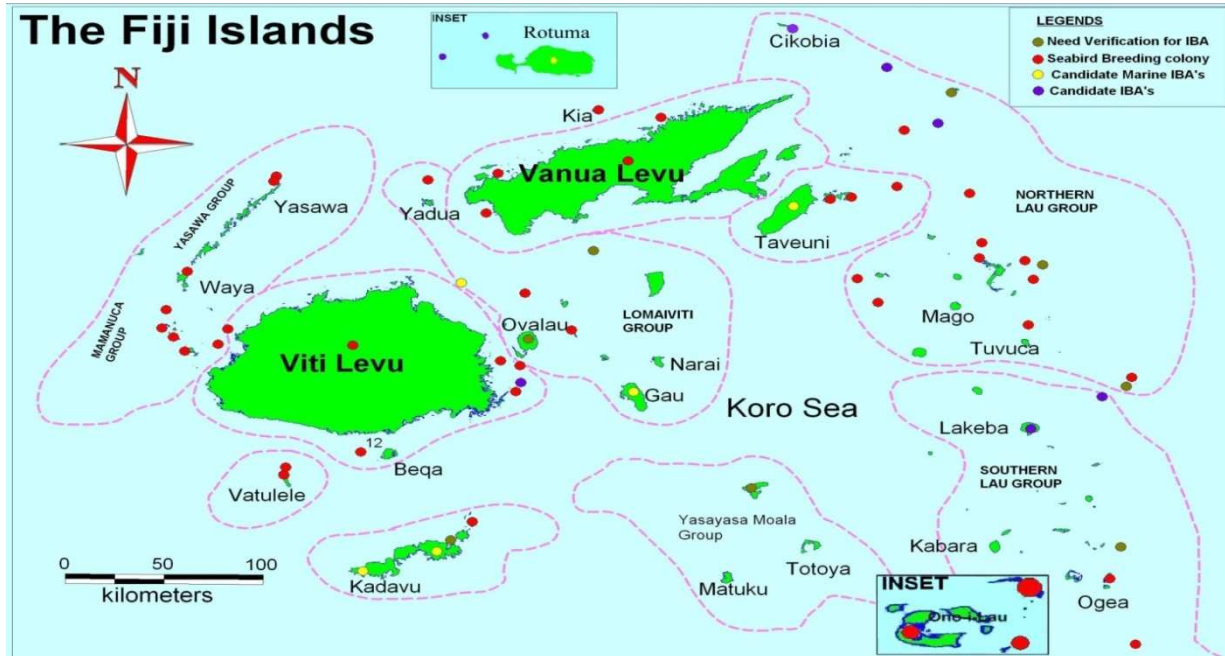 The Fiji Islands
N
INSET
Rotuma
Cikobia
LEGENDS
Need Verification for IBA
Seabird Breeding colony
Candidate Marine IBA's
Candidate IBA's
Kia
Vanua Levu
YASAWA GROUP
Yasawa
Yadua
Taveuni
NORTHERN
LAU GROUP
Waya
MAMANUCA
GROUP
Ovalau
LOMAIVITI
GROUP
Mago
Tuvuca
Viti Levu
Narai
Gau
Koro Sea
Lakeba
12
Beqa
SOUTHERN
LAU GROUP
Vatulele
Yasayasa Moala
Group
Kabara
Totoya
Matuku
Kadavu
0 50 100
kilometers
INSET
Ono-i-Lau
Ogea